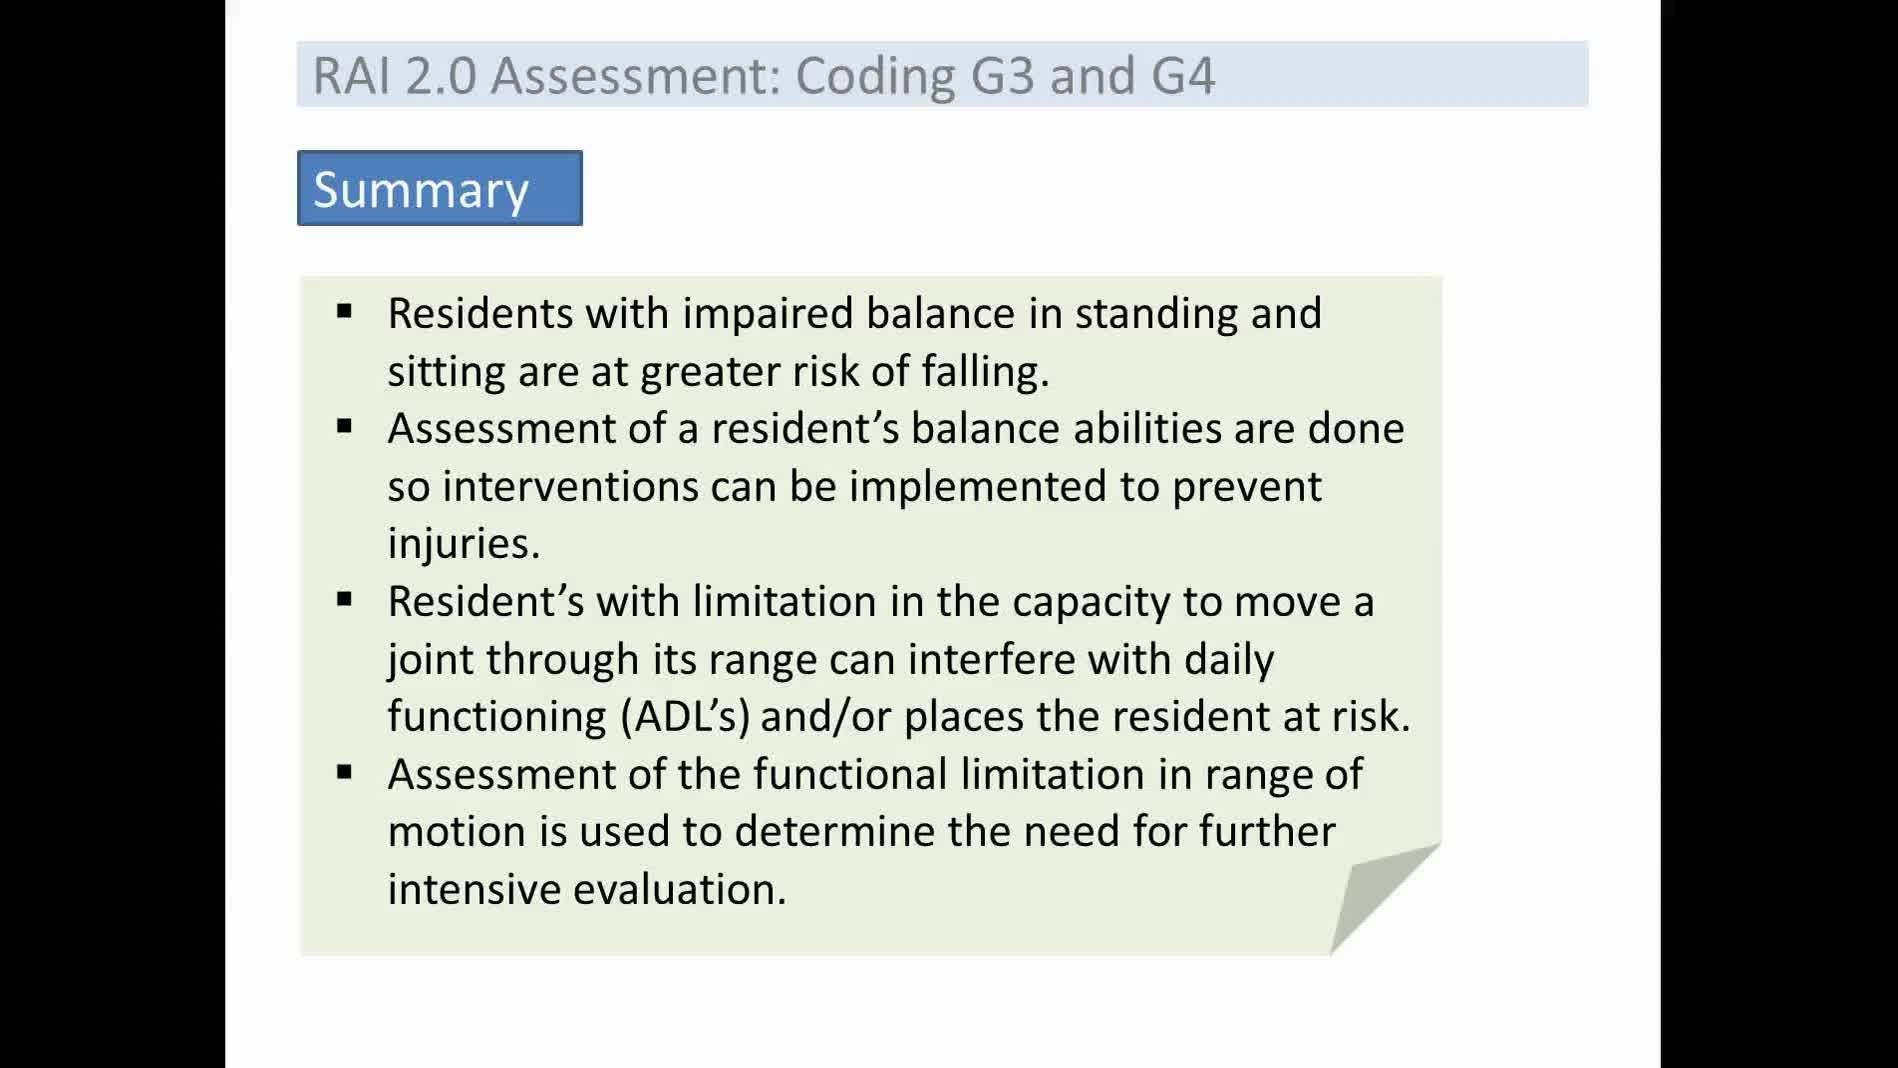 RAI 2.0 Assessment: Coding G3 and G4
Summary
▪ Residents with impaired balance in standing and
sitting are at greater risk of falling.
▪ Assessment of a resident’s balance abilities are done
so interventions can be implemented to prevent
injuries.
▪ Resident’s with limitation in the capacity to move a
joint through its range can interfere with daily
functioning (ADL’s) and/or places the resident at risk.
▪ Assessment of the functional limitation in range of
motion is used to determine the need for further
intensive evaluation.